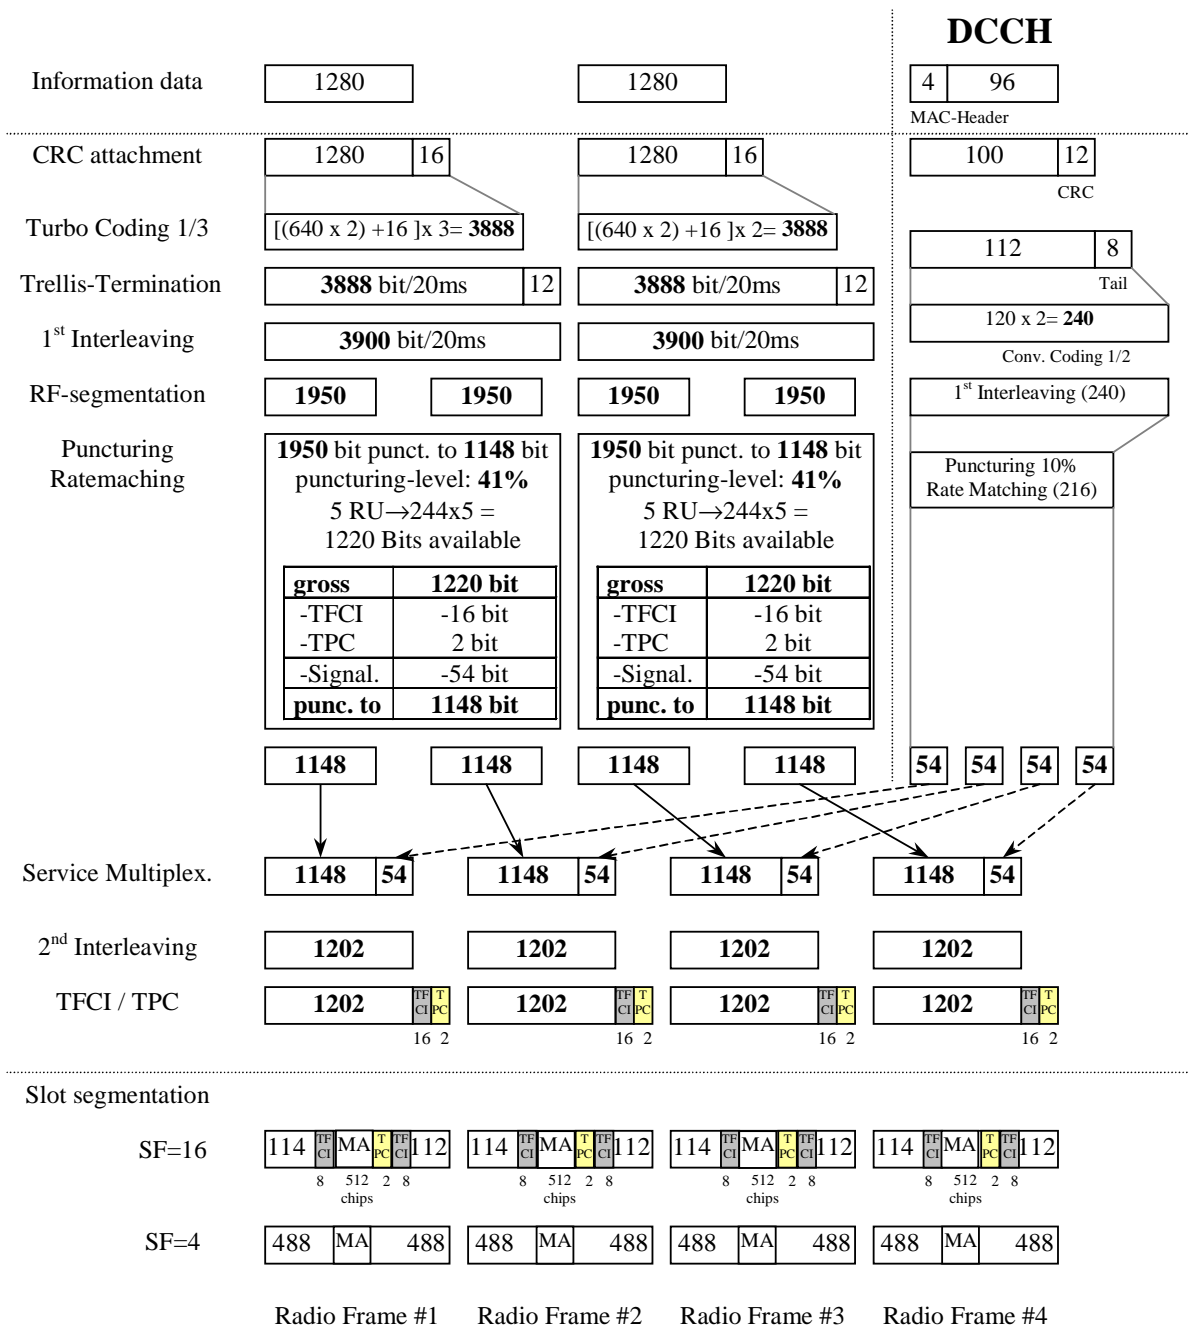 DCCH
Information data 1280 1280 4 96
MAC-Header
CRC attachment 1280 16 1280 16 100 12
CRC
Turbo Coding 1/3 [(640 x 2) +16 ]x 3= 3888 [(640 x 2) +16 ]x 2= 3888
112 8
Trellis-Termination 3888 bit/20ms 12 3888 bit/20ms 12
Tail
120 x 2= 240
1st Interleaving 3900 bit/20ms 3900 bit/20ms
Conv. Coding 1/2
RF-segmentation 1950 1950 1950 1950 1st Interleaving (240)
Puncturing
Ratemaching
1950 bit punct. to 1148 bit
puncturing-level: 41%
5 RU→244x5 =
1220 Bits available
gross 1220 bit
-TFCI -16 bit
-TPC 2 bit
-Signal. -54 bit
punc. to 1148 bit
1950 bit punct. to 1148 bit
puncturing-level: 41%
5 RU→244x5 =
1220 Bits available
gross 1220 bit
-TFCI -16 bit
-TPC 2 bit
-Signal. -54 bit
punc. to 1148 bit
Puncturing 10%
Rate Matching (216)
1148 1148 1148 1148 54 54 54 54
Service Multiplex. 1148 54 1148 54 1148 54 1148 54
2nd Interleaving 1202 1202 1202 1202
TFCI / TPC 1202 TF CI T PC 1202 TF CI T PC 1202 TF CI T PC 1202 TF CI T PC
16 2 16 2 16 2 16 2
Slot segmentation
SF=16 114 TF CI MA T PC TF CI 112 114 TF CI MA T PC TF CI 112 114 TF CI MA T PC TF CI 112 114 TF CI MA T PC TF CI 112
8 512 2 8 8 512 2 8 8 512 2 8 8 512 2 8
chips chips chips chips
SF=4 488 MA 488 488 MA 488 488 MA 488 488 MA 488
Radio Frame #1 Radio Frame #2 Radio Frame #3 Radio Frame #4